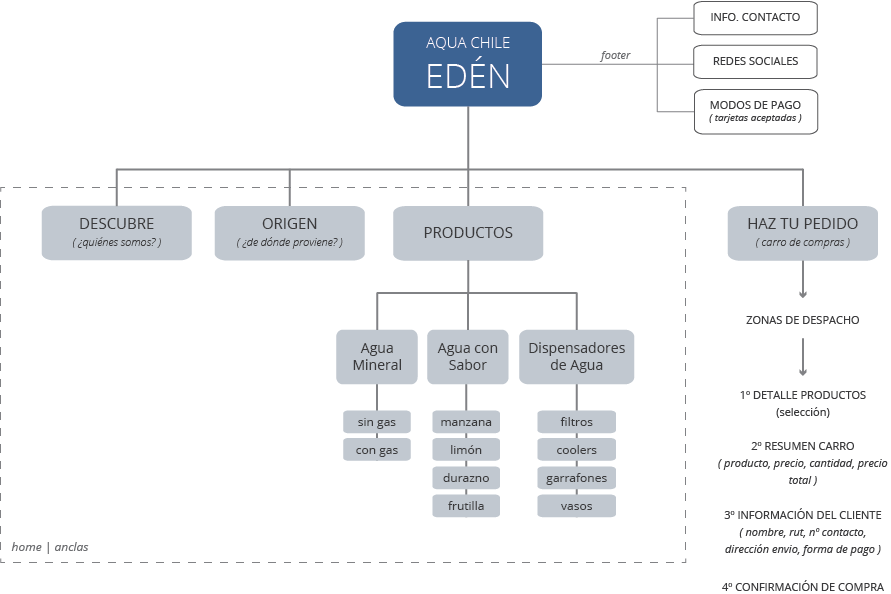 AQUA CHILE
EDÉN
footer
INFO. CONTACTO
REDES SOCIALES
MODOS DE PAGO
( tarjetas aceptadas )
DESCUBRE
( ¿quiénes somos? )
ORIGEN
( ¿de dónde proviene? )
PRODUCTOS
HAZ TU PEDIDO
( carro de compras )
Agua
Mineral
sin gas
con gas
Agua con
Sabor
manzana
limón
durazno
frutilla
Dispensadores
de Agua
filtros
coolers
garrafones
vasos
home | anclas
ZONAS DE DESPACHO
1º DETALLE PRODUCTOS
(selección)
2º RESUMEN CARRO
( producto, precio, cantidad, precio
total )
3º INFORMACIÓN DEL CLIENTE
( nombre, rut, nº contacto,
dirección envio, forma de pago )
4º CONFIRMACIÓN DE COMPRA